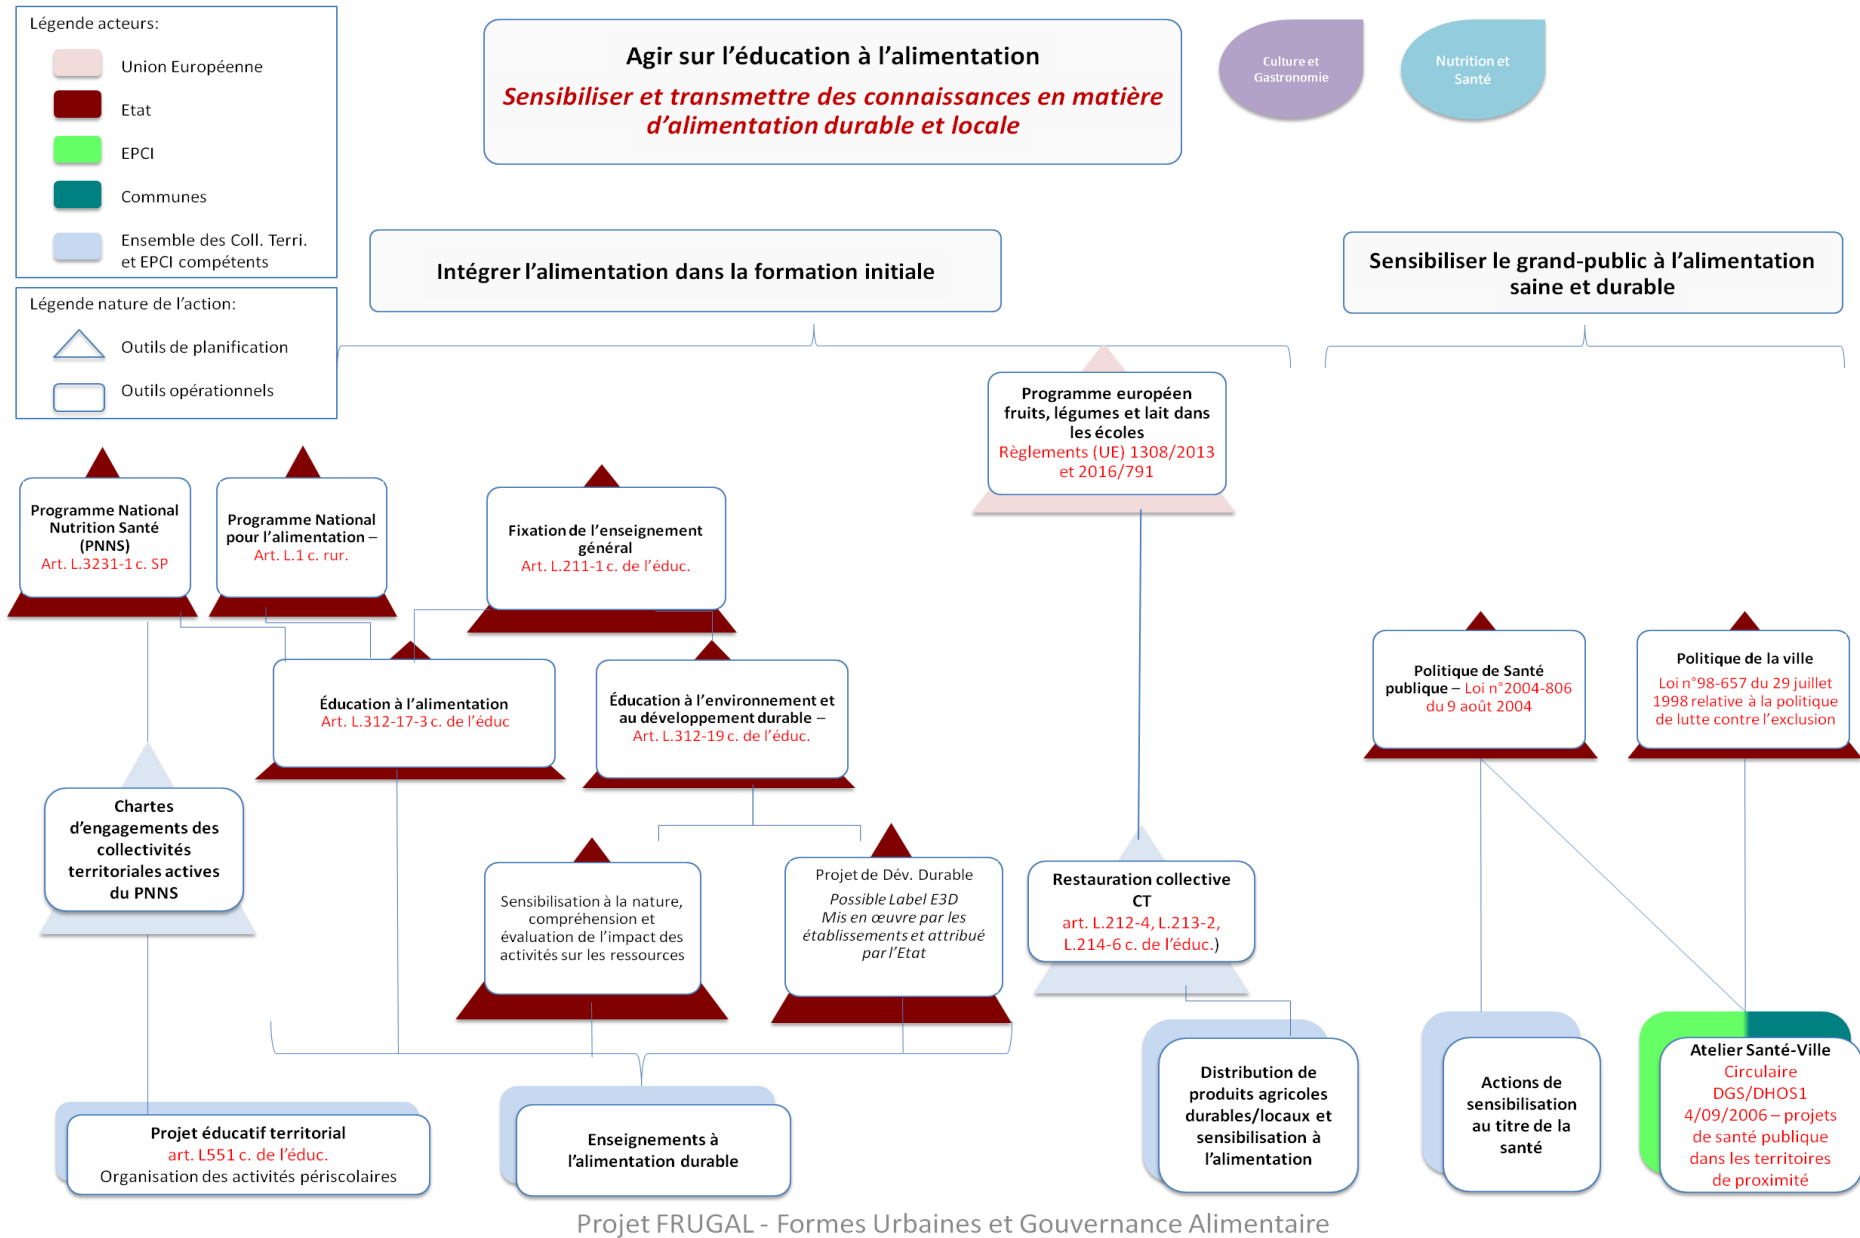 Légende acteurs:
Union Européenne
Etat
EPCI
Communes
Ensemble des Coll. Terri.
et EPCI compétents
Légende nature de l'action:
Outils de planification
Outils opérationnels
Agir sur l'éducation à l'alimentation
Sensibiliser et transmettre des connaissances en matière
d'alimentation durable et locale
Culture et
Gastronomie
Nutrition et
Santé
Intégrer l'alimentation dans la formation initiale
Sensibiliser le grand-public à l'alimentation
saine et durable
Programme européen
fruits, légumes et lait dans
les écoles
Règlements (UE) 1308/2013
et 2016/791
Programme National
Nutrition Santé
(PNNS)
Art. L.3231-1 c. SP
Programme National
pour l'alimentation –
Art. L.1 c. rur.
Fixation de l'enseignement
général
Art. L.211-1 c. de l'éduc.
Éducation à l'alimentation
Art. L.312-17-3 c. de l'éduc
Éducation à l'environnement et
au développement durable –
Art. L.312-19 c. de l'éduc.
Politique de Santé
publique – Loi n°2004-806
du 9 août 2004
Politique de la ville
Loi n°98-657 du 29 juillet
1998 relative à la politique
de lutte contre l'exclusion
Chartes
d'engagements des
collectivités
territoriales actives
du PNNS
Sensibilisation à la nature,
compréhension et
évaluation de l'impact des
activités sur les ressources
Projet de Dév. Durable
Possible Label E3D
Mis en œuvre par les
établissements et attribué
par l'Etat
Restauration collective
CT
art. L.212-4, L.213-2,
L.214-6 c. de l'éduc.)
Projet éducatif territorial
art. L551 c. de l'éduc.
Organisation des activités périscolaires
Enseignements à
l'alimentation durable
Distribution de
produits agricoles
durables/locaux et
sensibilisation à
l'alimentation
Actions de
sensibilisation
au titre de la
santé
Atelier Santé-Ville
Circulaire
DGS/DHOS1
4/09/2006 – projets
de santé publique
dans les territoires
de proximité
Projet FRUGAL - Formes Urbaines et Gouvernance Alimentaire